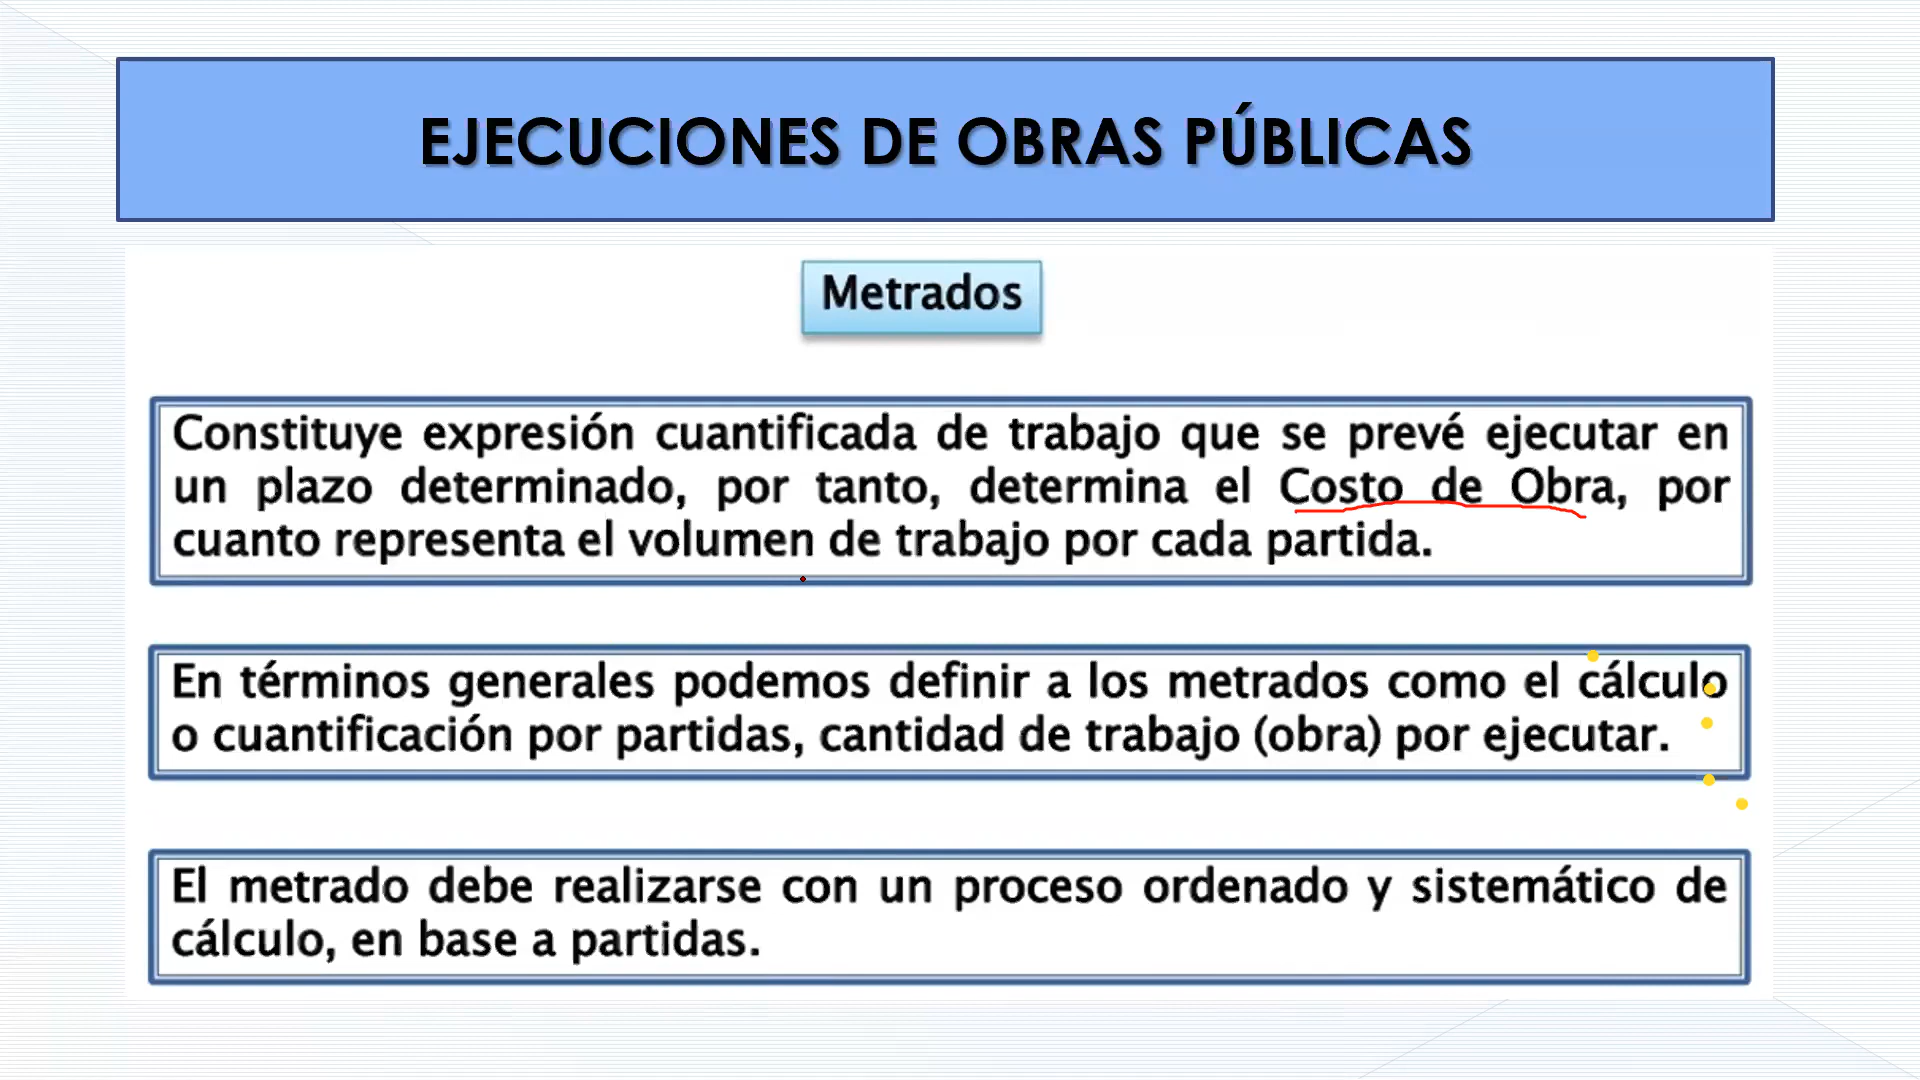 EJECUCIONES DE OBRAS PÚBLICAS
Metrados
Constituye expresión cuantificada de trabajo que se prevé ejecutar en
un plazo determinado, por tanto, determina el Costo de Obra, por
cuanto representa el volumen de trabajo por cada partida.
En términos generales podemos definir a los metrados como el cálculo
o cuantificación por partidas, cantidad de trabajo (obra) por ejecutar.
El metrado debe realizarse con un proceso ordenado y sistemático de
cálculo, en base a partidas.